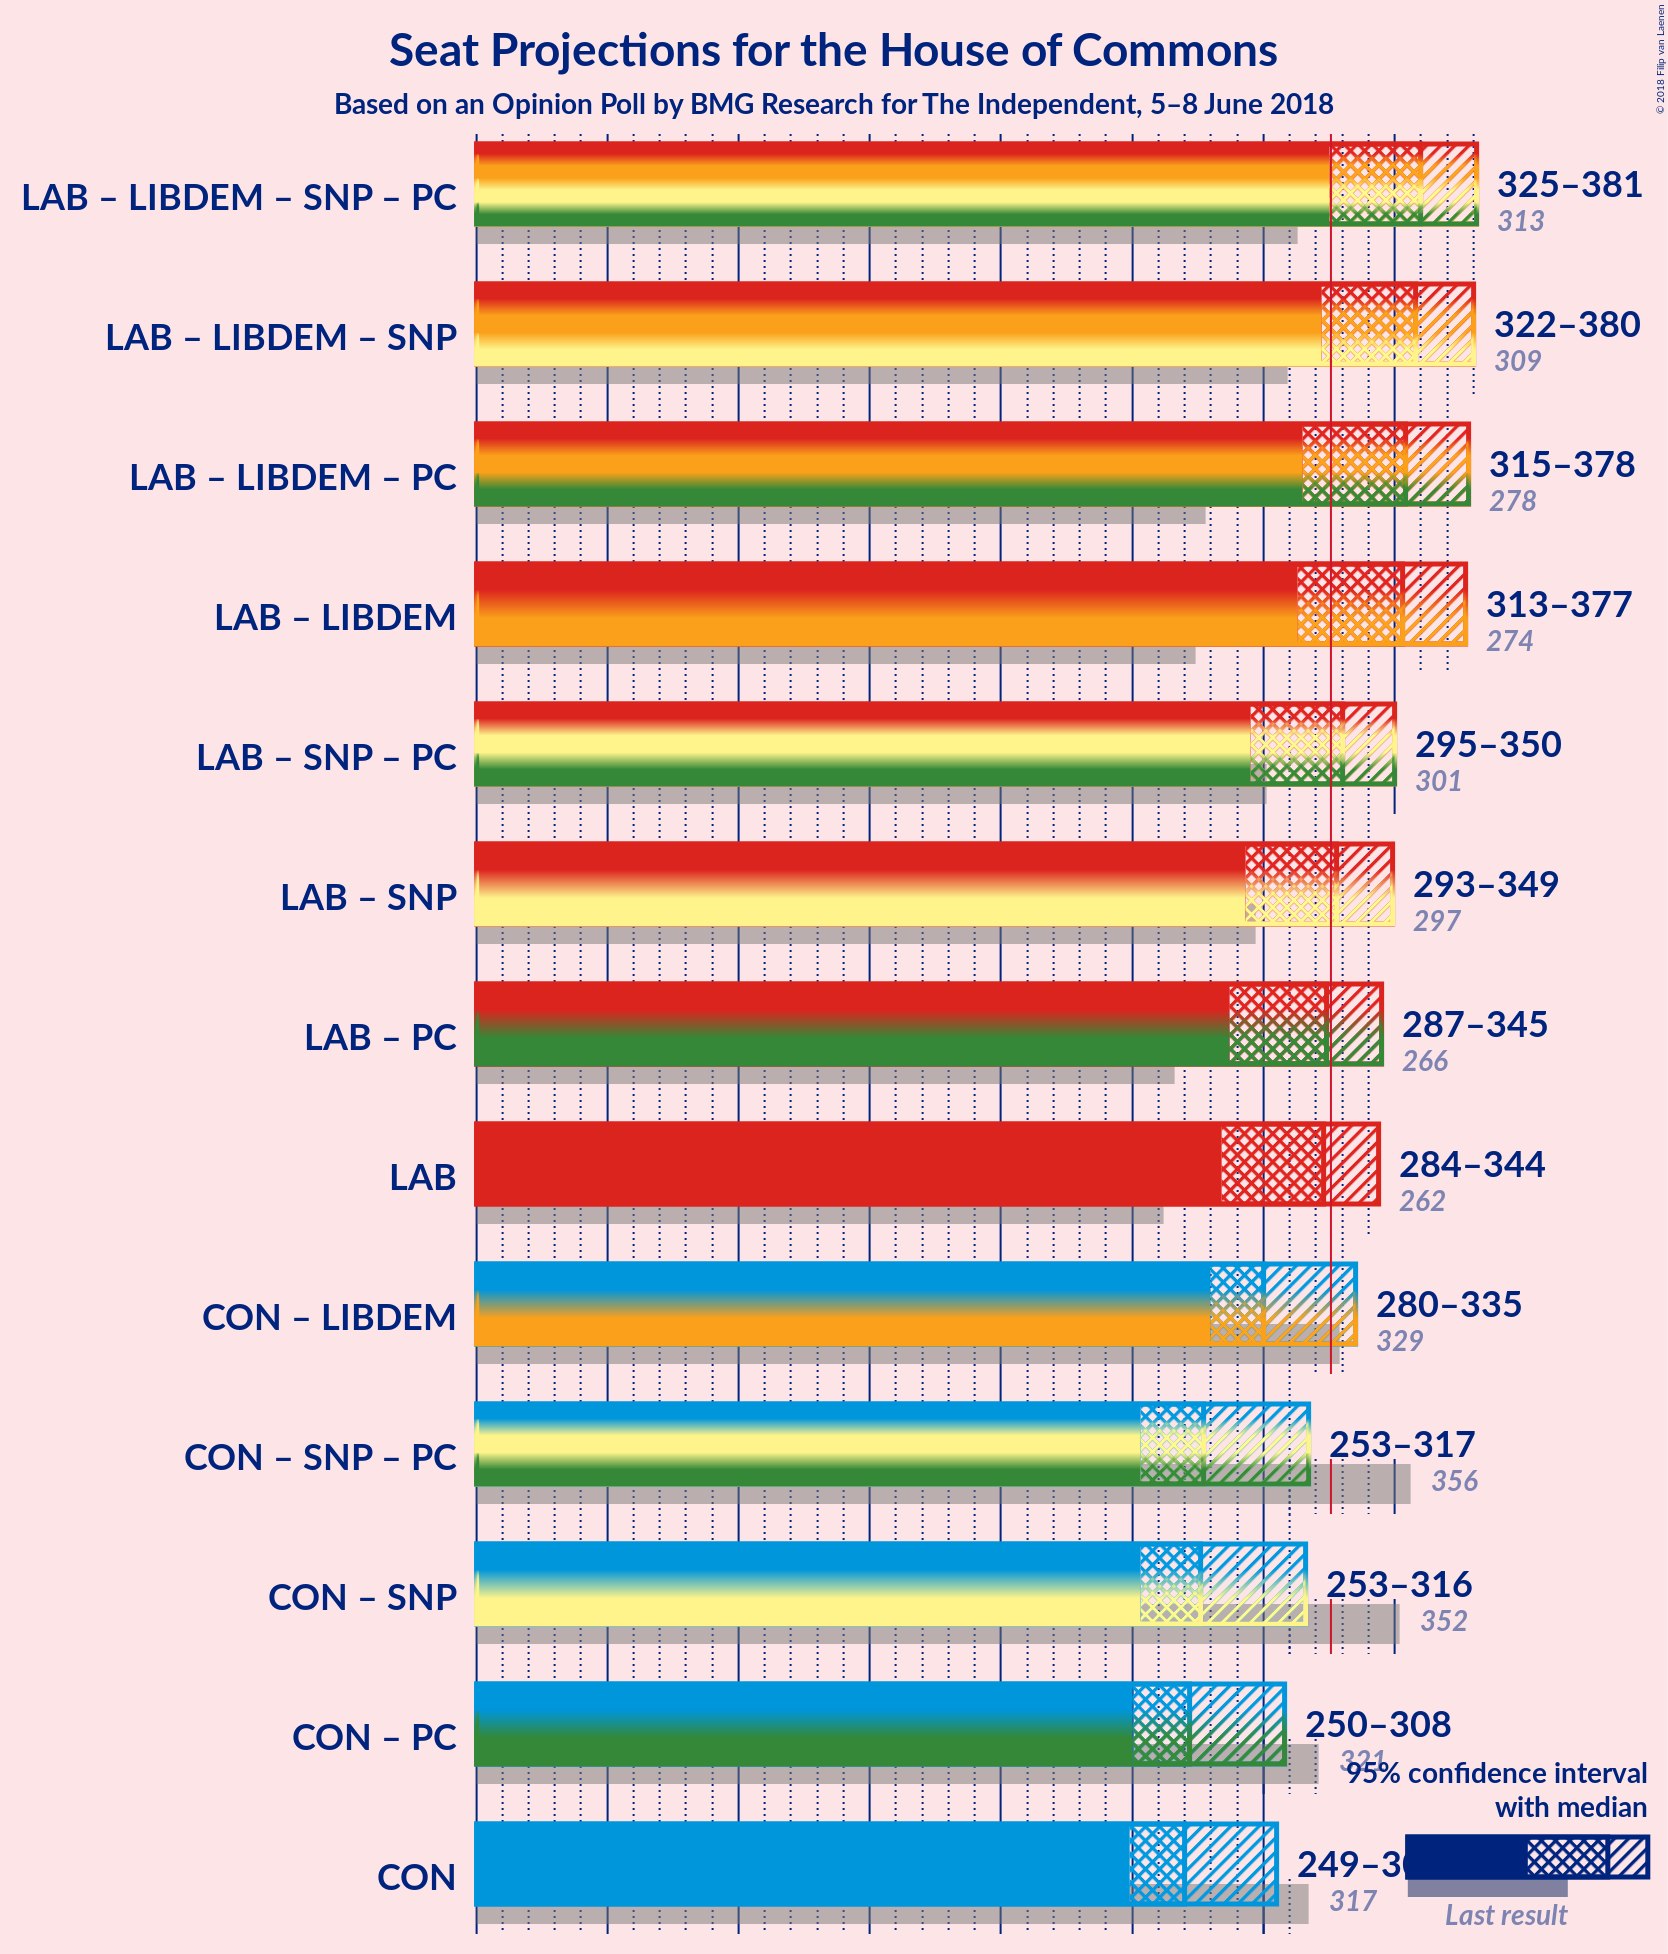 © 2018 Filip van Laenen
Seat Projections for the House of Commons
Based on an Opinion Poll by BMG Research for The Independent, 5–8 June 2018
LAB – LIBDEM – SNP – PC
325–381
313
LAB – LIBDEM – SNP
322–380
309
LAB – LIBDEM – PC
315–378
278
LAB – LIBDEM
313–377
274
LAB – SNP – PC
295–350
301
LAB – SNP
293–349
297
LAB – PC
287–345
266
LAB
284–344
262
CON – LIBDEM
280–335
329
CON – SNP – PC
253–317
356
CON – SNP
253–316
352
CON – PC
250–308
321
95% confidence interval
with median
CON
249–3
317
Last result